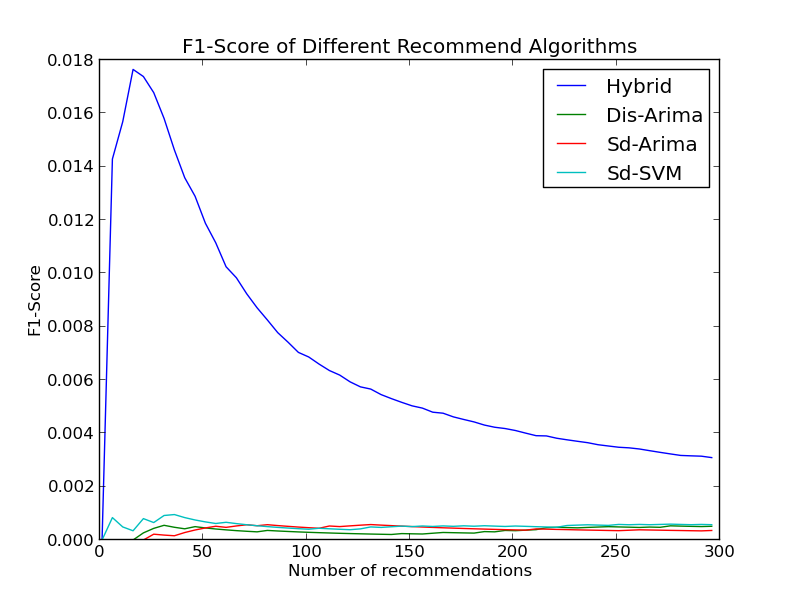 F1-Score of Different Recommend Algorithms
0.018
0.016
0.014
0.012
0.010
0.008
0.006
0.004
0.002
0.000
F1-Score
Hybrid
Dis-Arima
Sd-Arima
Sd-SVM
0 50 100 150 200 250 300
Number of recommendations